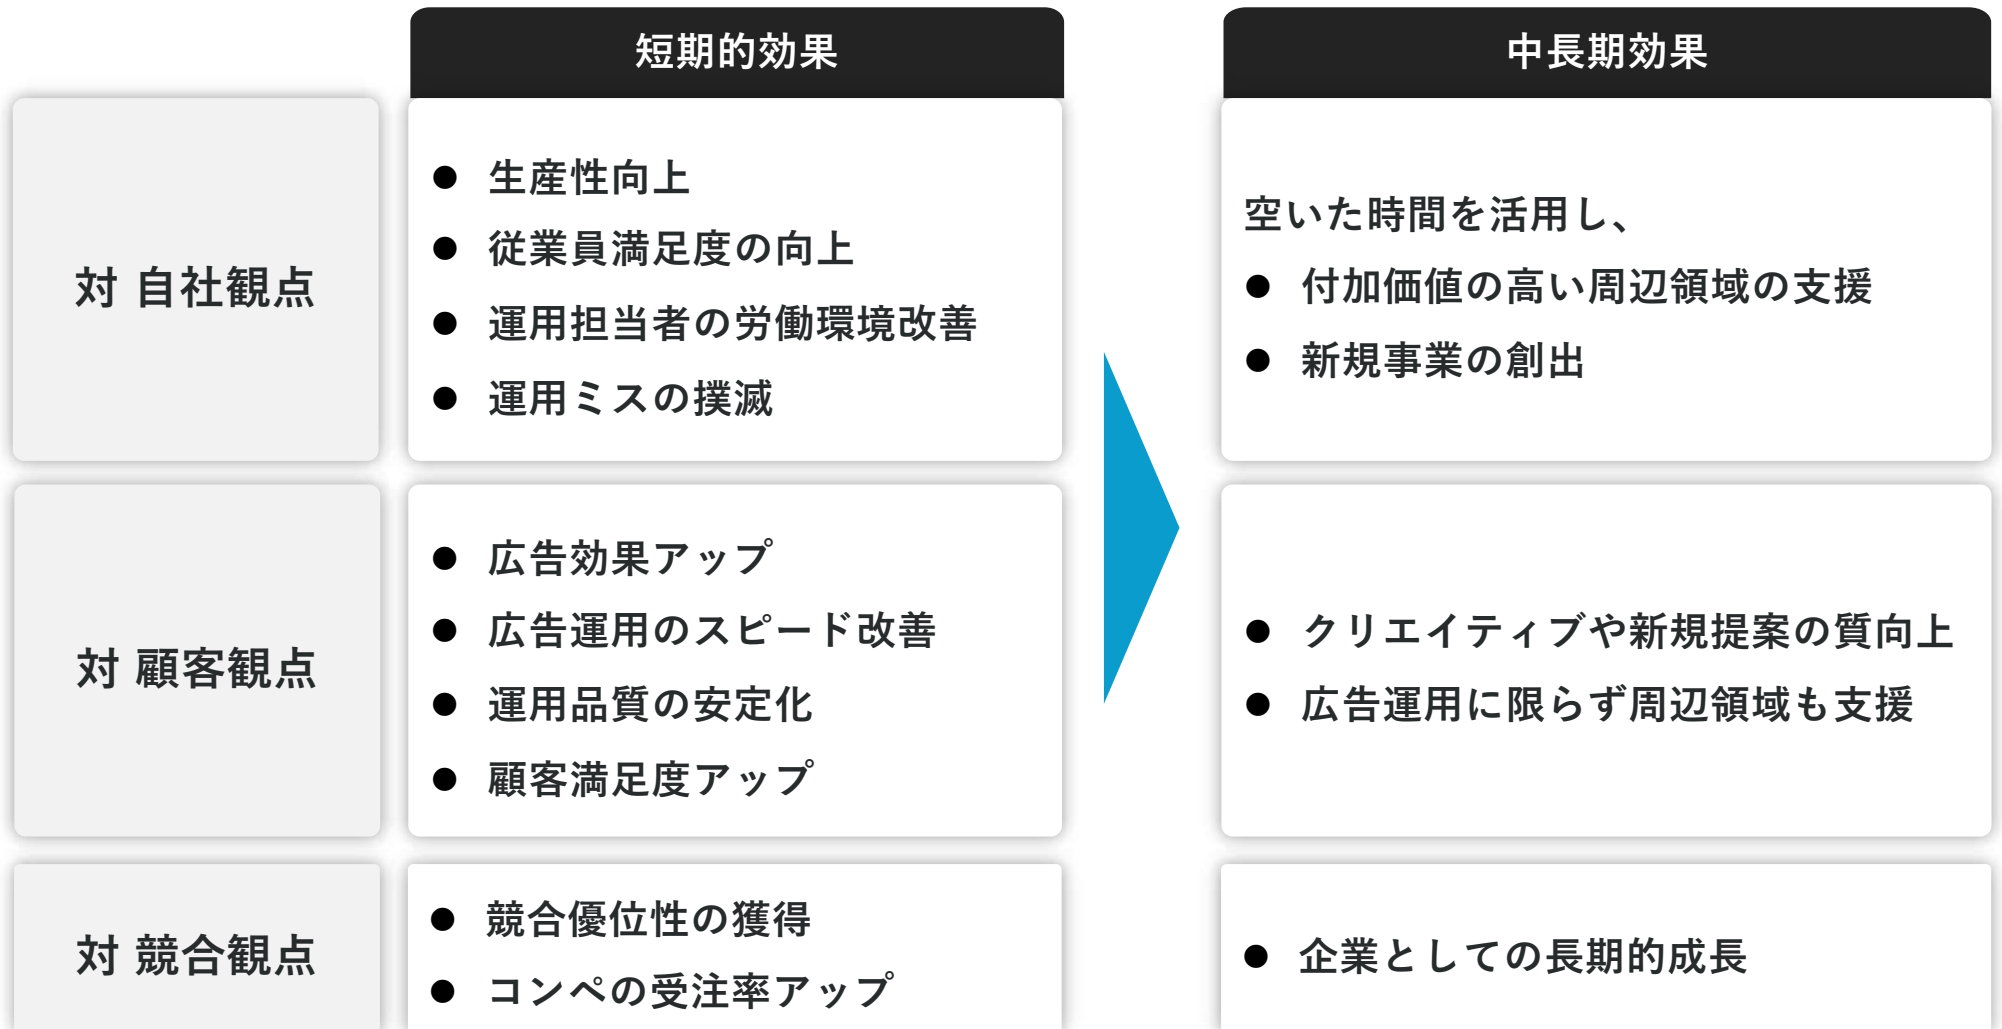 短期的効果
中長期効果
対 自社観点
● 生産性向上
● 従業員満足度の向上
● 運用担当者の労働環境改善
● 運用ミスの撲滅
空いた時間を活用し、
● 付加価値の高い周辺領域の支援
● 新規事業の創出
対 顧客観点
● 広告効果アップ
● 広告運用のスピード改善
● 運用品質の安定化
● 顧客満足度アップ
● クリエイティブや新規提案の質向上
● 広告運用に限らず周辺領域も支援
対 競合観点
● 競合優位性の獲得
● コンペの受注率アップ
● 企業としての長期的成長